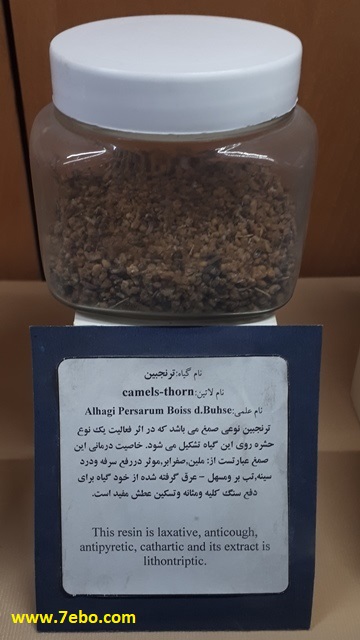 نام گیاه:ترنجبین
نام لاتین:camels-thorn
نام علمی:Alhagi Persarum Boiss d.Buhse
ترنجبین نوعی صمغ می باشد که در اثر فعالیت یک نوع
حشره روی این گیاه تشکیل می شود. خاصیت درمانی این
صمغ عبارتست از: ملین,صفرابر,موثر دررفع سرفه ودرد
سینه,تب بر ومسهل - عرق گرفته شده از خود گیاه برای
دفع سنگ کلیه ومثانه وتسکین عطش مفید است.
This resin is laxative, anticough,
antipyretic, cathartic and its extract is
lithontriptic.
www.7ebo.com